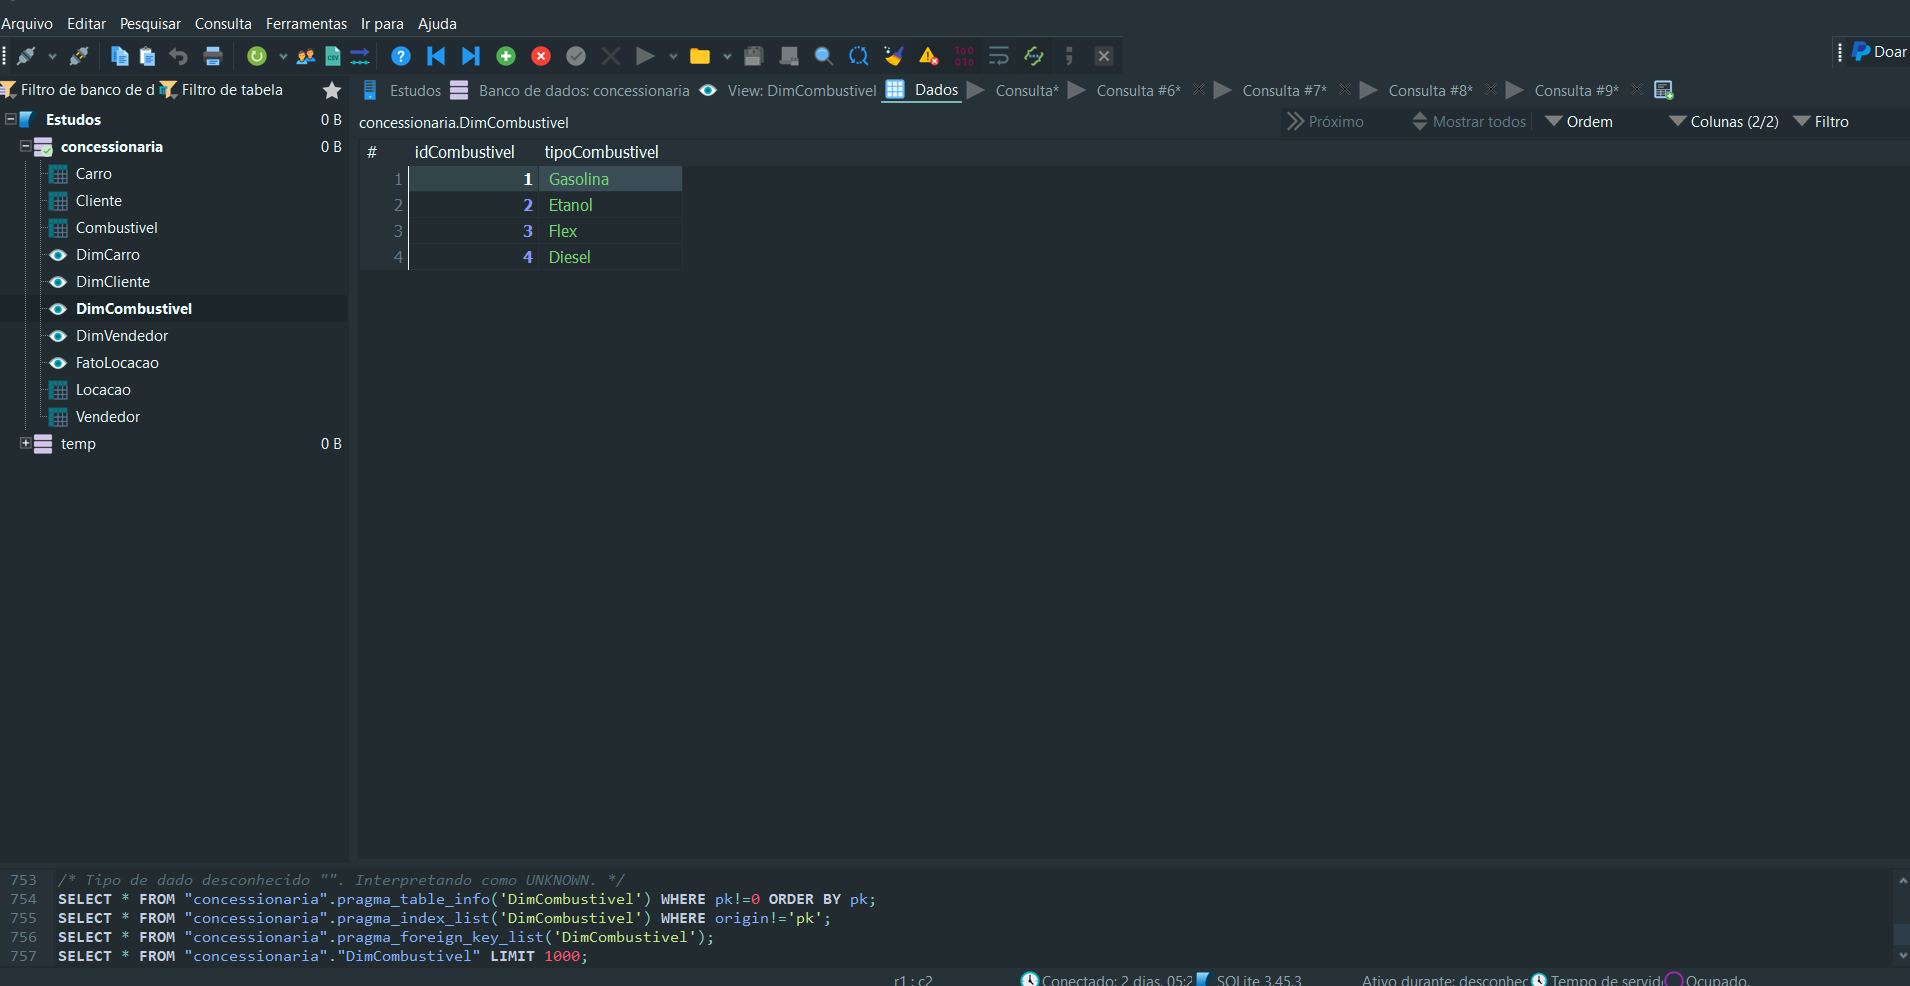 Arquivo Editar Pesquisar Consulta Ferramentas Ir para Ajuda
Doar
Filtro de banco de d Filtro de tabela
Estudos Banco de dados: concessionaria View: DimCombustivel Dados Consulta* Consulta #6* Consulta #7* Consulta #8* Consulta #9*
Estudos 0 B
concessionaria 0 B
Carro
Cliente
Combustivel
DimCarro
DimCliente
DimCombustivel
DimVendedor
FatoLocacao
Locacao
Vendedor
temp 0 B
concessionaria.DimCombustivel Próximo Mostrar todos Ordem Colunas (2/2) Filtro
# idCombustivel tipoCombustivel
1 1 Gasolina
2 2 Etanol
3 3 Flex
4 4 Diesel
753 /* Tipo de dado desconhecido "". Interpretando como UNKNOWN. */
754 SELECT * FROM "concessionaria".pragma_table_info('DimCombustivel') WHERE pk!=0 ORDER BY pk;
755 SELECT * FROM "concessionaria".pragma_index_list('DimCombustivel') WHERE origin!='pk';
756 SELECT * FROM "concessionaria".pragma_foreign_key_list('DimCombustivel');
757 SELECT * FROM "concessionaria"."DimCombustivel" LIMIT 1000;
r1 : c2 Conectado: 2 dias, 05:2 SQLite 3.45.3 Ativo durante: desconhec Tempo de servid Ocupado.